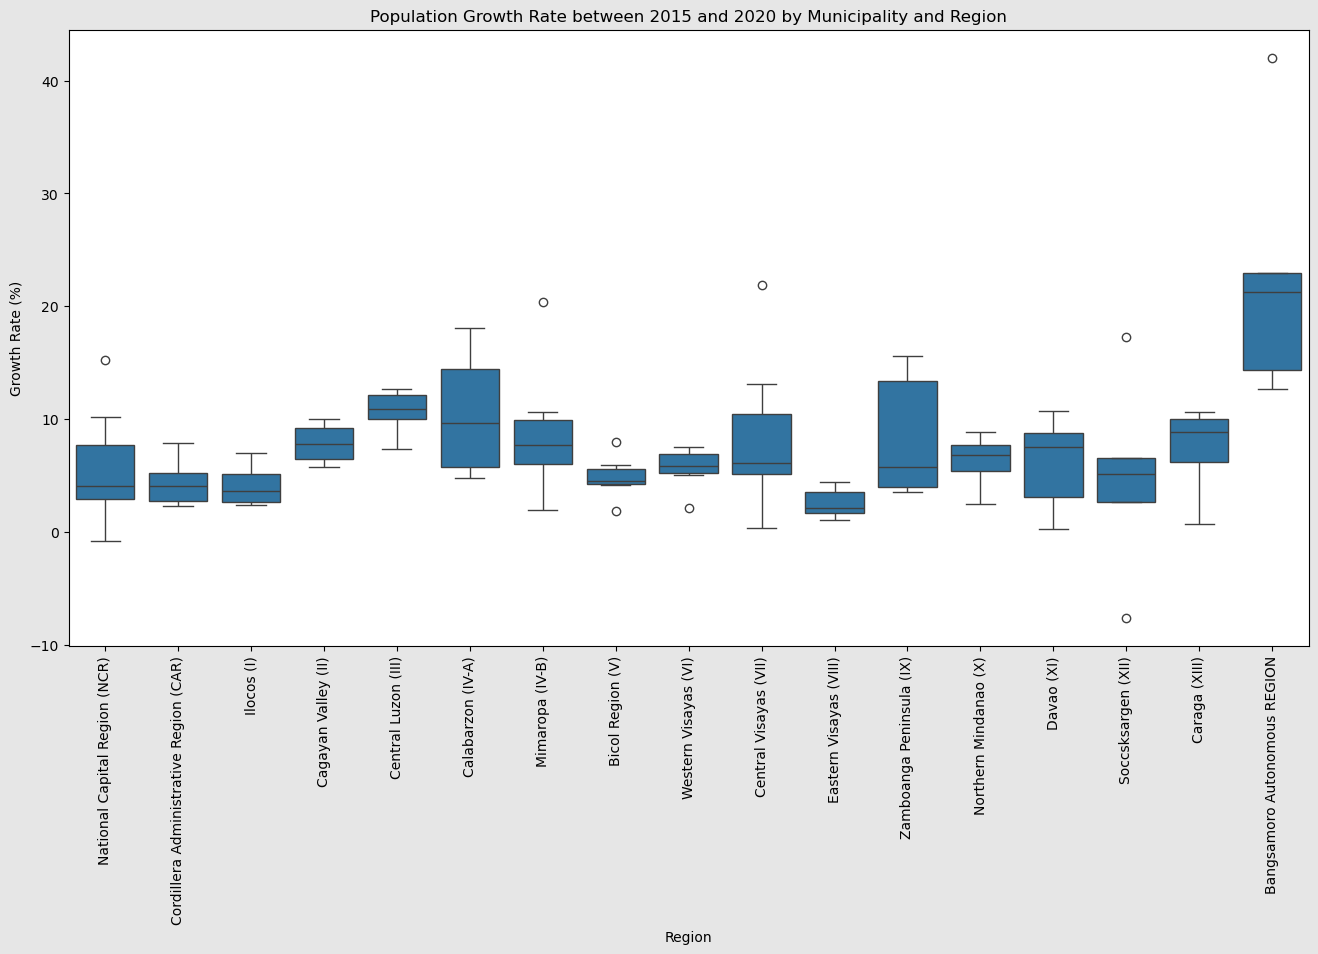 Population Growth Rate between 2015 and 2020 by Municipality and Region
Growth Rate (%)
40
30
20
10
0
−10
National Capital Region (NCR)
Cordillera Administrative Region (CAR)
Ilocos (I)
Cagayan Valley (II)
Central Luzon (III)
Calabarzon (IV-A)
Mimaropa (IV-B)
Bicol Region (V)
Western Visayas (VI)
Central Visayas (VII)
Eastern Visayas (VIII)
Zamboanga Peninsula (IX)
Northern Mindanao (X)
Davao (XI)
Soccsksargen (XII)
Caraga (XIII)
Bangsamoro Autonomous REGION
Region